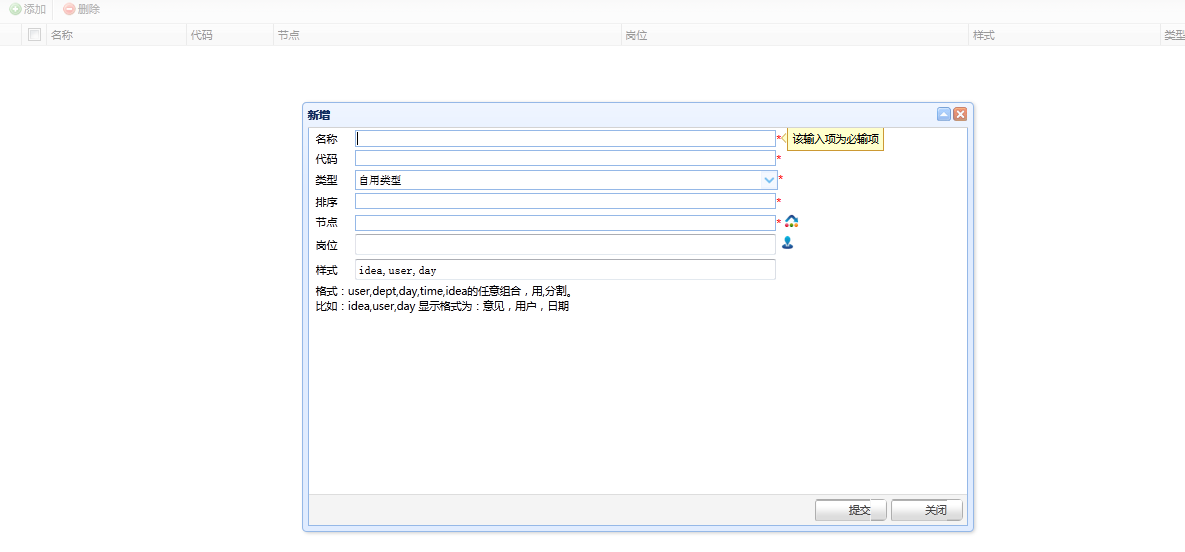 添加 删除
名称 代码 节点 岗位 样式 类型
新增
名称 * 该输入项为必输项
代码 *
类型 自用类型 *
排序 *
节点 *
岗位
样式 idea,user,day
格式：user,dept,day,time,idea的任意组合，用,分割。
比如：idea,user,day 显示格式为：意见，用户，日期
提交 关闭